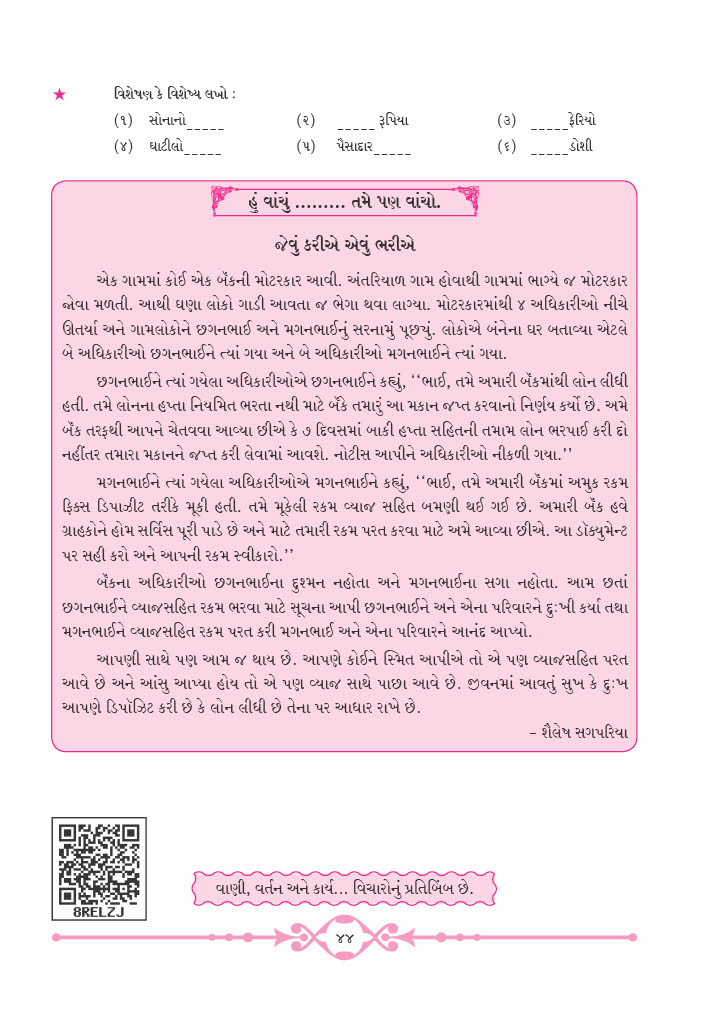 ★ વિશેષણ કે વિશેષ્ય લખો :
(૧) સોનાનો_____ (૨) _____ રૂપિયા (૩) _____ફેરિયો
(૪) ઘાટીલો_____ (૫) પૈસાદાર_____ (૬) _____ડોશી
હું વાંચું ......... તમે પણ વાંચો.
જેવું કરીએ એવું ભરીએ
એક ગામમાં કોઈ એક બૅંકની મોટરકાર આવી. અંતરિયાળ ગામ હોવાથી ગામમાં ભાગ્યે જ મોટરકાર
જોવા મળતી. આથી ઘણા લોકો ગાડી આવતા જ ભેગા થવા લાગ્યા. મોટરકારમાંથી ૪ અધિકારીઓ નીચે
ઊતર્યા અને ગામલોકોને છગનભાઈ અને મગનભાઈનું સરનામું પૂછ્યું. લોકોએ બંનેના ઘર બતાવ્યા એટલે
બે અધિકારીઓ છગનભાઈને ત્યાં ગયા અને બે અધિકારીઓ મગનભાઈને ત્યાં ગયા.
છગનભાઈને ત્યાં ગયેલા અધિકારીઓએ છગનભાઈને કહ્યું, ‘‘ભાઈ, તમે અમારી બૅંકમાંથી લોન લીધી
હતી. તમે લોનના હપ્તા નિયમિત ભરતા નથી માટે બૅંકે તમારું આ મકાન જપ્ત કરવાનો નિર્ણય કર્યો છે. અમે
બૅંક તરફથી આપને ચેતવવા આવ્યા છીએ કે ૭ દિવસમાં બાકી હપ્તા સહિતની તમામ લોન ભરપાઈ કરી દો
નહીંતર તમારા મકાનને જપ્ત કરી લેવામાં આવશે. નોટીસ આપીને અધિકારીઓ નીકળી ગયા.’’
મગનભાઈને ત્યાં ગયેલા અધિકારીઓએ મગનભાઈને કહ્યું, ‘‘ભાઈ, તમે અમારી બૅંકમાં અમુક રકમ
ફિક્સ ડિપાઝીટ તરીકે મૂકી હતી. તમે મૂકેલી રકમ વ્યાજ સહિત બમણી થઈ ગઈ છે. અમારી બૅંક હવે
ગ્રાહકોને હોમ સર્વિસ પૂરી પાડે છે અને માટે તમારી રકમ પરત કરવા માટે અમે આવ્યા છીએ. આ ડૉક્યુમેન્ટ
પર સહી કરો અને આપની રકમ સ્વીકારો.’’
બૅંકના અધિકારીઓ છગનભાઈના દુશ્મન નહોતા અને મગનભાઈના સગા નહોતા. આમ છતાં
છગનભાઈને વ્યાજસહિત રકમ ભરવા માટે સૂચના આપી છગનભાઈને અને એના પરિવારને દુઃખી કર્યા તથા
મગનભાઈને વ્યાજસહિત રકમ પરત કરી મગનભાઈ અને એના પરિવારને આનંદ આપ્યો.
આપણી સાથે પણ આમ જ થાય છે. આપણે કોઈને સ્મિત આપીએ તો એ પણ વ્યાજસહિત પરત
આવે છે અને આંસુ આપ્યા હોય તો એ પણ વ્યાજ સાથે પાછા આવે છે. જીવનમાં આવતું સુખ કે દુઃખ
આપણે ડિપૉઝિટ કરી છે કે લોન લીધી છે તેના પર આધાર રાખે છે.
– શૈલેષ સગપરિયા
8RELZJ
વાણી, વર્તન અને કાર્ય... વિચારોનું પ્રતિબિંબ છે.
૪૪